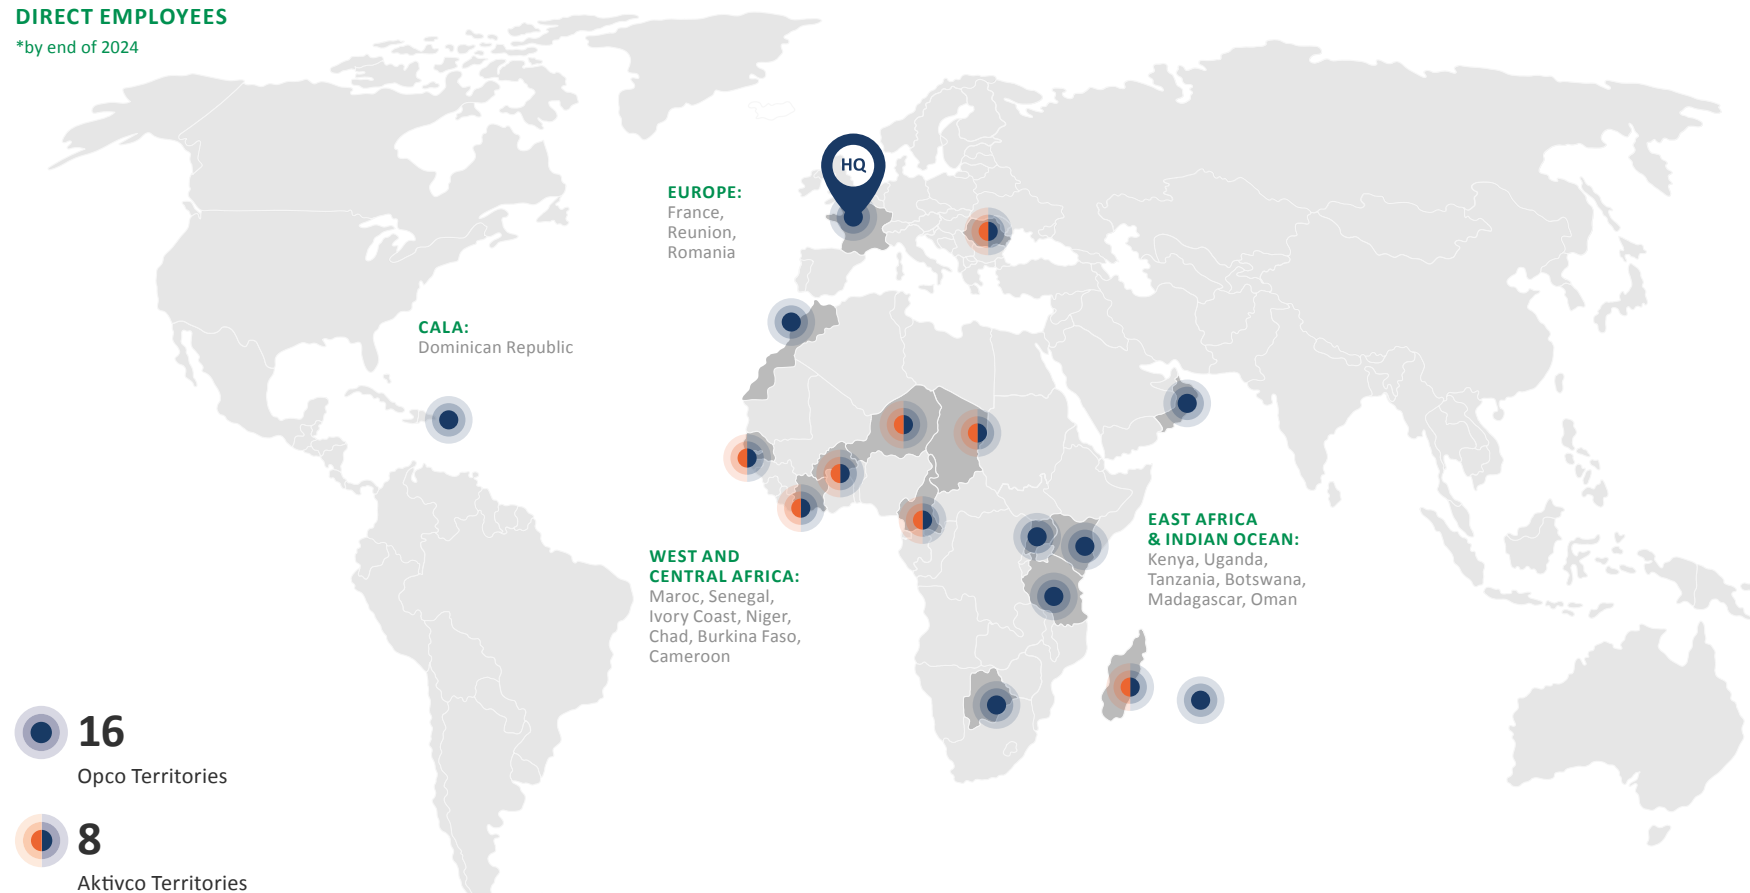 DIRECT EMPLOYEES
*by end of 2024
HQ
EUROPE:
France,
Reunion,
Romania
CALA:
Dominican Republic
WEST AND
CENTRAL AFRICA:
Maroc, Senegal,
Ivory Coast, Niger,
Chad, Burkina Faso,
Cameroon
EAST AFRICA
& INDIAN OCEAN:
Kenya, Uganda,
Tanzania, Botswana,
Madagascar, Oman
16
Opco Territories
8
Aktivco Territories